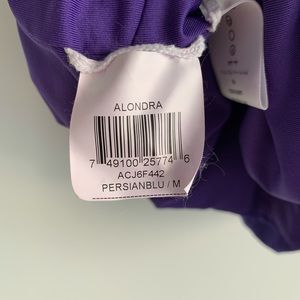 ALONDRA
7 49100 25774 6
ACJ6F442
PERSIANBLU / M